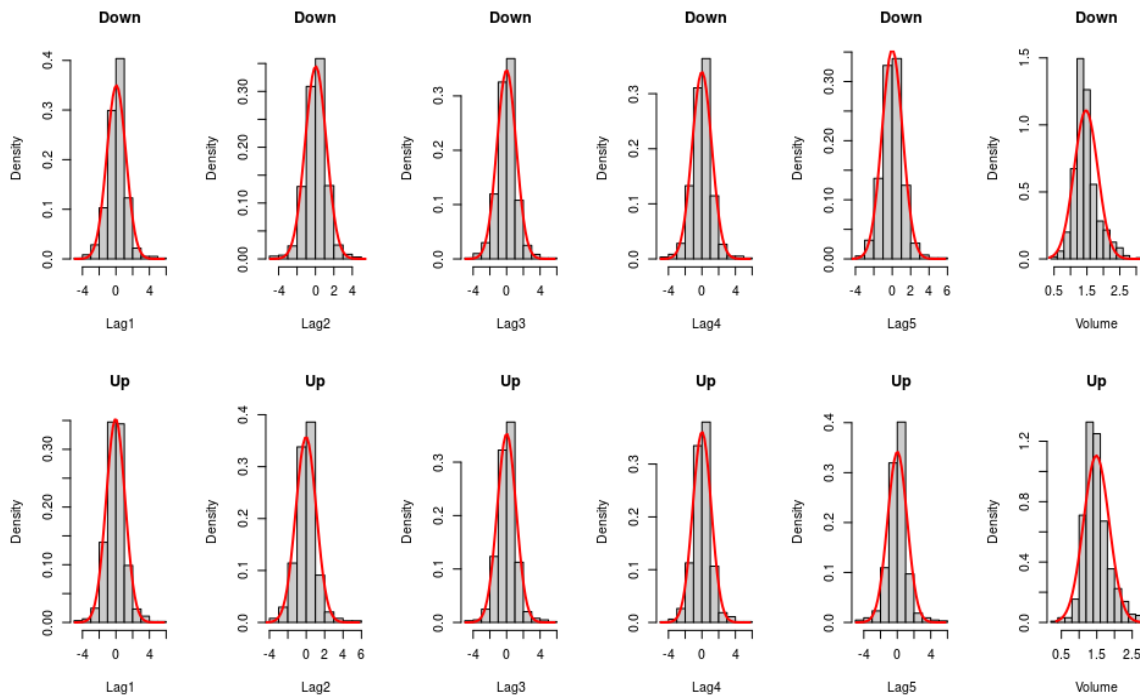 Down Down Down Down Down Down
Density 0.0 0.1 0.2 0.3 0.4
-4 0 4
Lag1
Density 0.00 0.10 0.20 0.30
-4 0 2 4
Lag2
Density 0.0 0.1 0.2 0.3
-4 0 4
Lag3
Density 0.0 0.1 0.2 0.3
-4 0 4
Lag4
Density 0.00 0.10 0.20 0.30
-4 0 2 4 6
Lag5
Density 0.0 0.5 1.0 1.5
0.5 1.5 2.5
Volume
Up Up Up Up Up Up
Density 0.00 0.10 0.20 0.30
-4 0 4
Lag1
Density 0.0 0.1 0.2 0.3 0.4
-4 0 2 4 6
Lag2
Density 0.0 0.1 0.2 0.3
-4 0 4
Lag3
Density 0.0 0.1 0.2 0.3
-4 0 4
Lag4
Density 0.0 0.1 0.2 0.3 0.4
-4 0 4
Lag5
Density 0.0 0.4 0.8 1.2
0.5 1.5 2.5
Volume